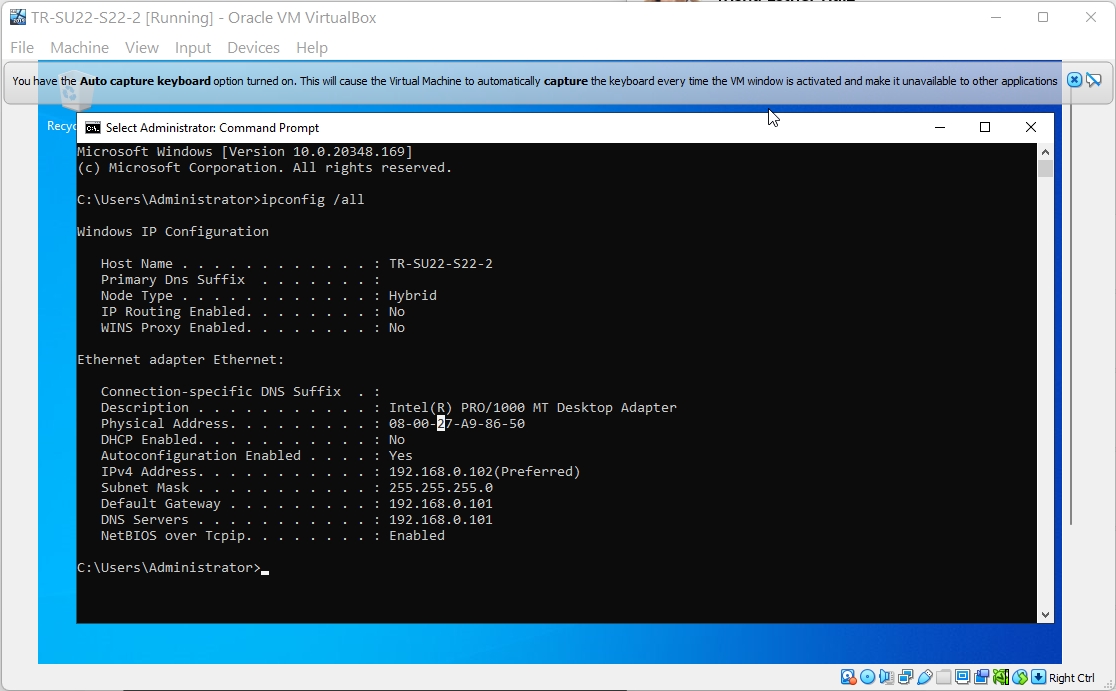 TR-SU22-S22-2 [Running] - Oracle VM VirtualBox
File Machine View Input Devices Help
You have the Auto capture keyboard option turned on. This will cause the Virtual Machine to automatically capture the keyboard every time the VM window is activated and make it unavailable to other applications
Recyc
Select Administrator: Command Prompt
Microsoft Windows [Version 10.0.20348.169]
(c) Microsoft Corporation. All rights reserved.
C:\Users\Administrator>ipconfig /all
Windows IP Configuration
Host Name . . . . . . . . . . . . : TR-SU22-S22-2
Primary Dns Suffix  . . . . . . . :
Node Type . . . . . . . . . . . . : Hybrid
IP Routing Enabled. . . . . . . . : No
WINS Proxy Enabled. . . . . . . . : No
Ethernet adapter Ethernet:
Connection-specific DNS Suffix  . :
Description . . . . . . . . . . . : Intel(R) PRO/1000 MT Desktop Adapter
Physical Address. . . . . . . . . : 08-00-27-A9-86-50
DHCP Enabled. . . . . . . . . . . : No
Autoconfiguration Enabled . . . . : Yes
IPv4 Address. . . . . . . . . . . : 192.168.0.102(Preferred)
Subnet Mask . . . . . . . . . . . : 255.255.255.0
Default Gateway . . . . . . . . . : 192.168.0.101
DNS Servers . . . . . . . . . . . : 192.168.0.101
NetBIOS over Tcpip. . . . . . . . : Enabled
C:\Users\Administrator>
Right Ctrl